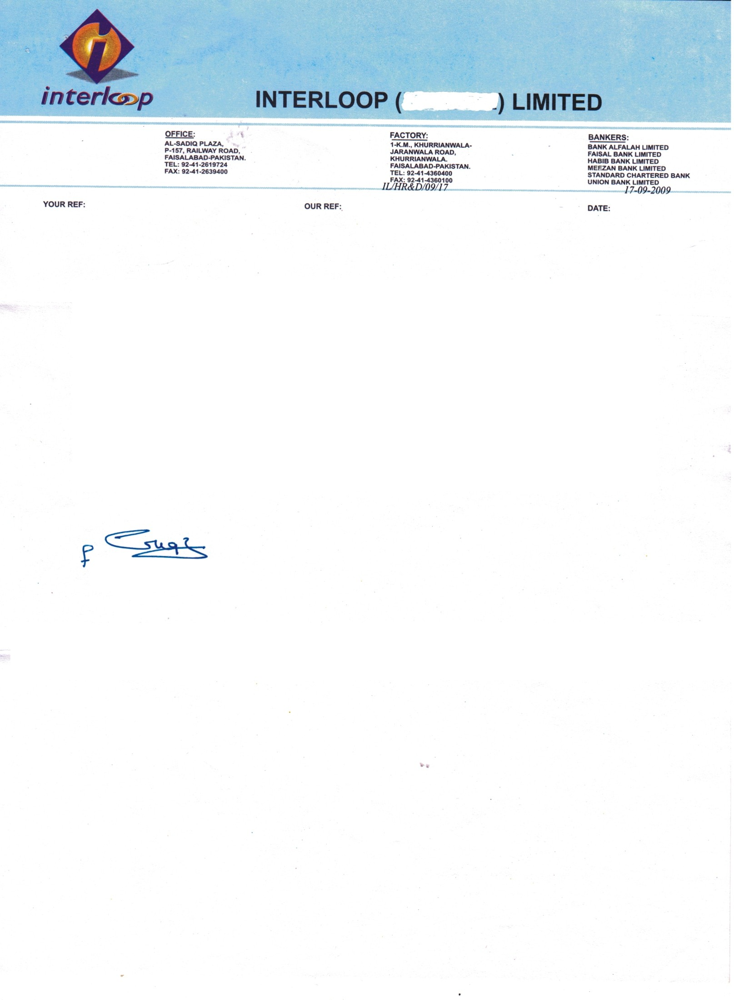 interloop
INTERLOOP ( ) LIMITED
OFFICE:
AL-SADIQ PLAZA,
P-157, RAILWAY ROAD,
FAISALABAD-PAKISTAN.
TEL: 92-41-2619724
FAX: 92-41-2639400
FACTORY:
1-K.M., KHURRIANWALA-
JARANWALA ROAD,
KHURRIANWALA.
FAISALABAD-PAKISTAN.
TEL: 92-41-4360400
FAX: 92-41-4360100
IL/HR&D/09/17
BANKERS:
BANK ALFALAH LIMITED
FAISAL BANK LIMITED
HABIB BANK LIMITED
MEEZAN BANK LIMITED
STANDARD CHARTERED BANK
UNION BANK LIMITED
17-09-2009
YOUR REF:
OUR REF:
DATE: